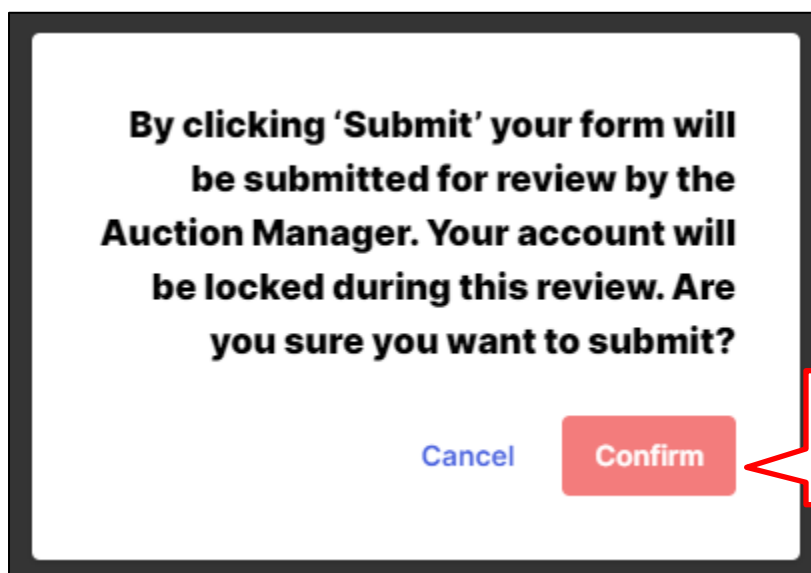 By clicking ‘Submit’ your form will
be submitted for review by the
Auction Manager. Your account will
be locked during this review. Are
you sure you want to submit?
Cancel
Confirm